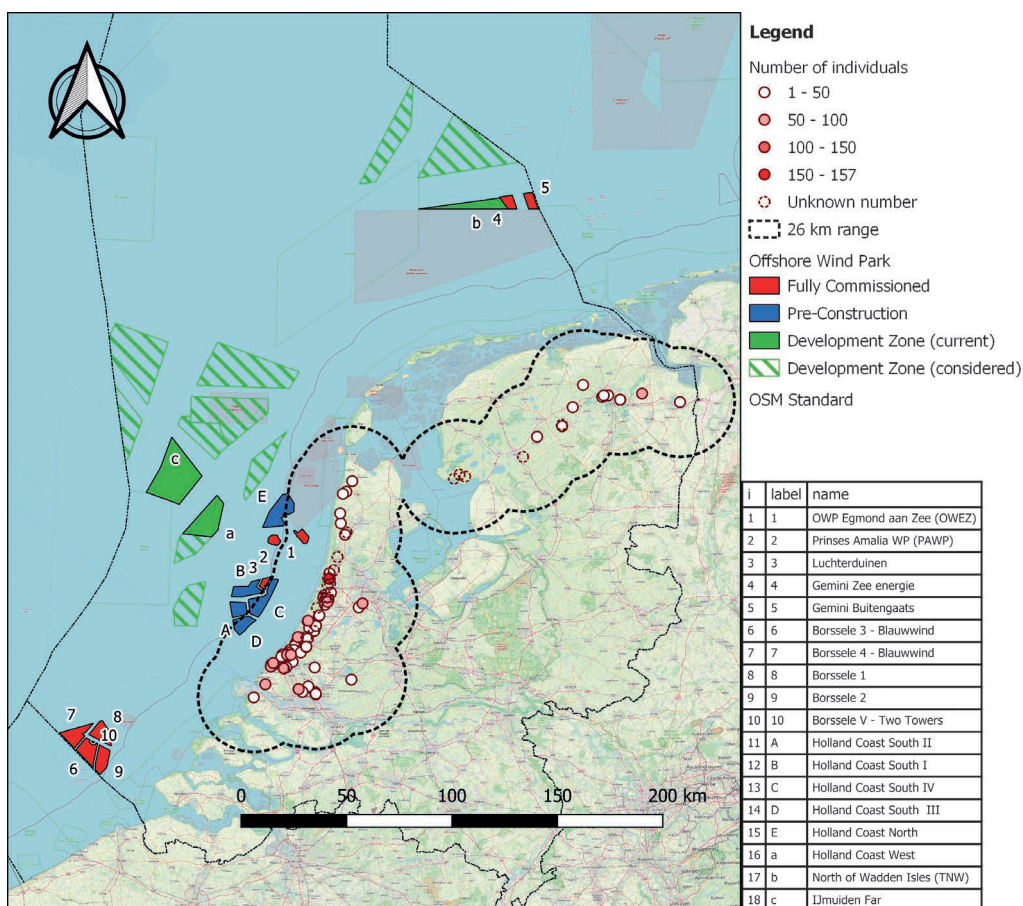 Legend
Number of individuals
1 - 50
50 - 100
100 - 150
150 - 157
Unknown number
26 km range
Offshore Wind Park
Fully Commissioned
Pre-Construction
Development Zone (current)
Development Zone (considered)
OSM Standard
5
b 4
c
E
a
1
2
3
B
C
A
D
7
8
10
6
9
0 50 100 150 200 km
i label name
1 1 OWP Egmond aan Zee (OWEZ)
2 2 Prinses Amalia WP (PAWP)
3 3 Luchterduinen
4 4 Gemini Zee energie
5 5 Gemini Buitengaats
6 6 Borssele 3 - Blauwwind
7 7 Borssele 4 - Blauwwind
8 8 Borssele 1
9 9 Borssele 2
10 10 Borssele V - Two Towers
11 A Holland Coast South II
12 B Holland Coast South I
13 C Holland Coast South IV
14 D Holland Coast South III
15 E Holland Coast North
16 a Holland Coast West
17 b North of Wadden Isles (TNW)
18 c IJmuiden Far